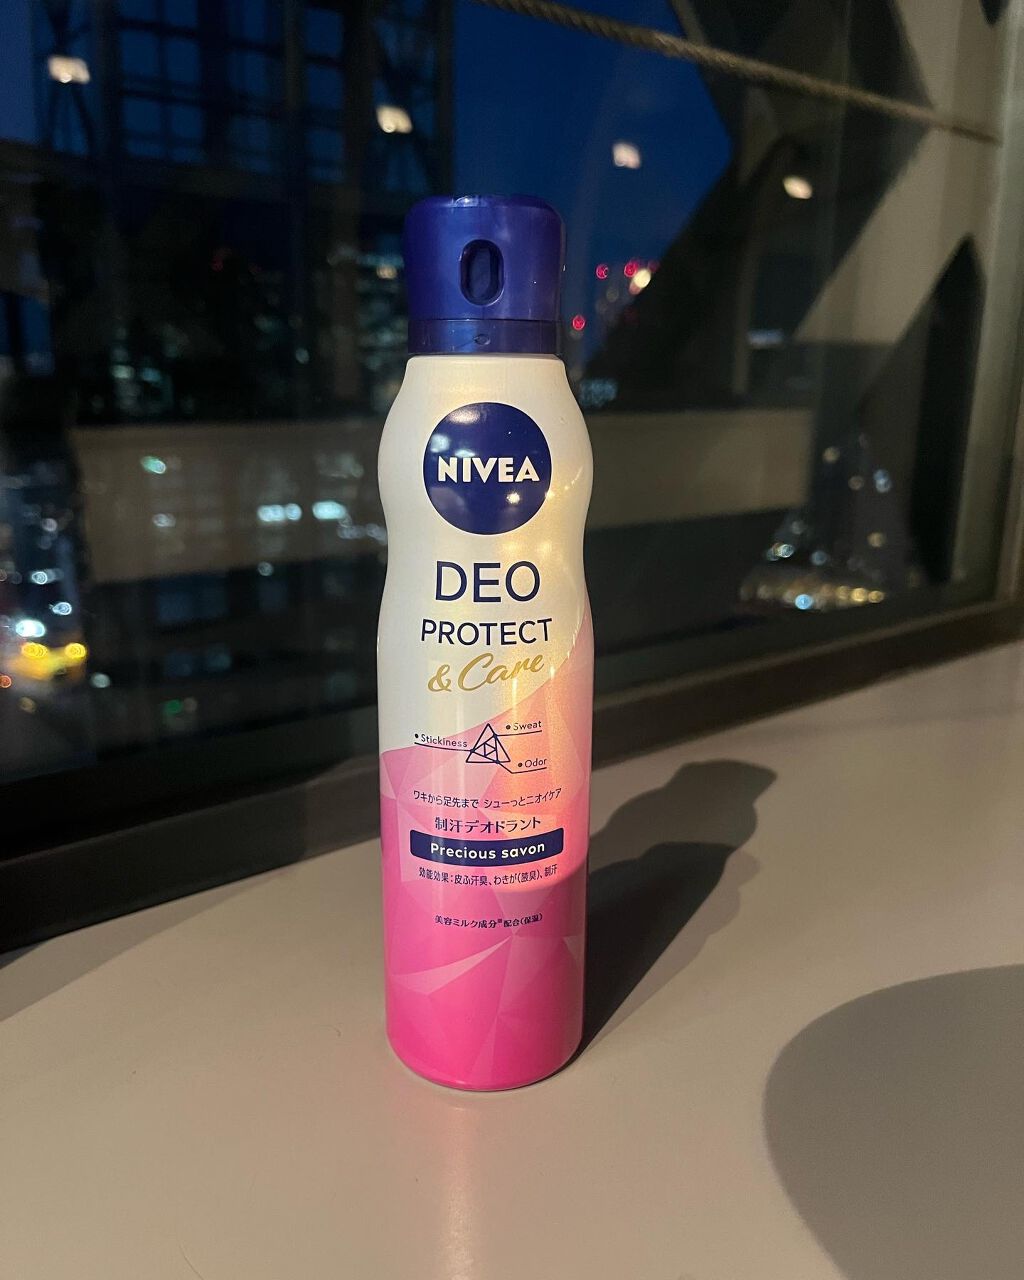 NIVEA
DEO
PROTECT
& Care
• Sweat
• Stickiness
• Odor
ワキから足先まで シューっとニオイケア
制汗デオドラント
Precious savon
効能効果：皮ふ汗臭、わきが(腋臭)、制汗
美容ミルク成分※配合(保湿)